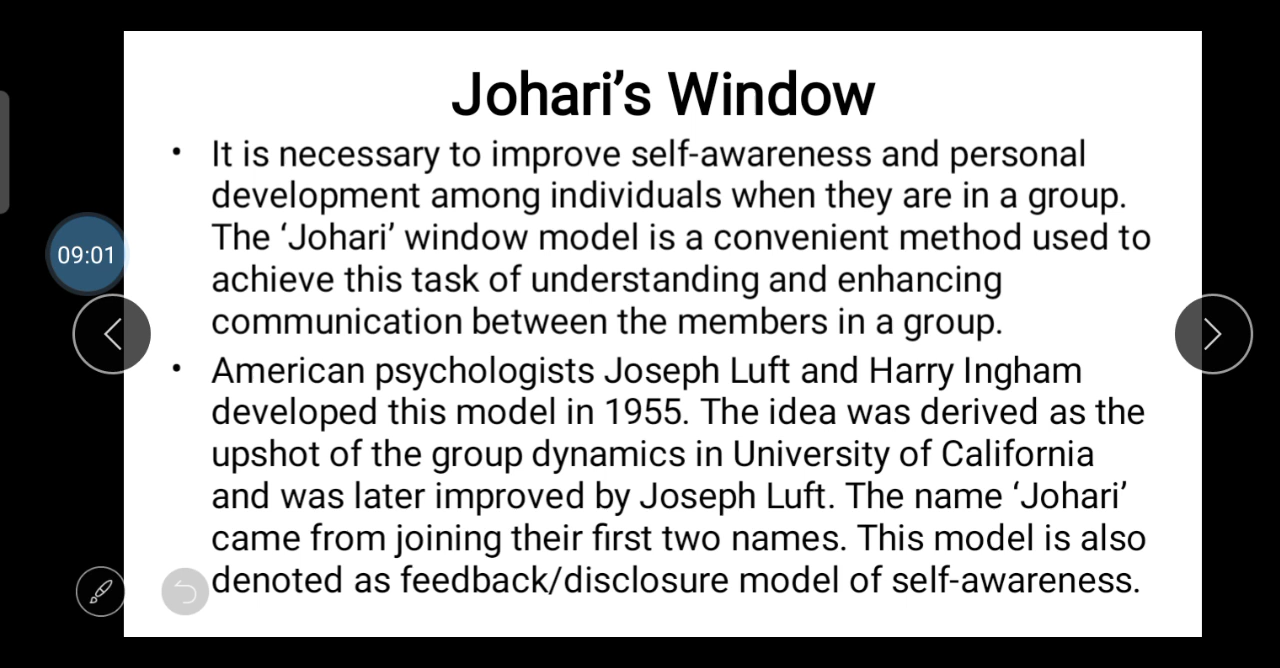 Johari’s Window
• It is necessary to improve self-awareness and personal
development among individuals when they are in a group.
The ‘Johari’ window model is a convenient method used to
achieve this task of understanding and enhancing
communication between the members in a group.
• American psychologists Joseph Luft and Harry Ingham
developed this model in 1955. The idea was derived as the
upshot of the group dynamics in University of California
and was later improved by Joseph Luft. The name ‘Johari’
came from joining their first two names. This model is also
denoted as feedback/disclosure model of self-awareness.
09:01